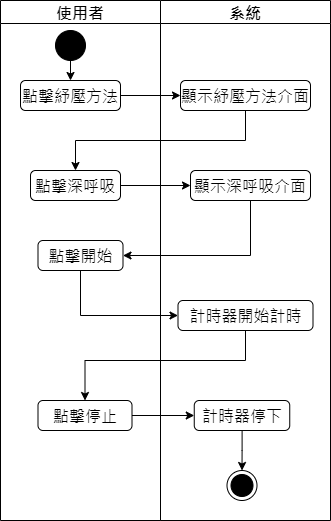 使用者
系統
點擊紓壓方法
顯示紓壓方法介面
點擊深呼吸
顯示深呼吸介面
點擊開始
計時器開始計時
點擊停止
計時器停下